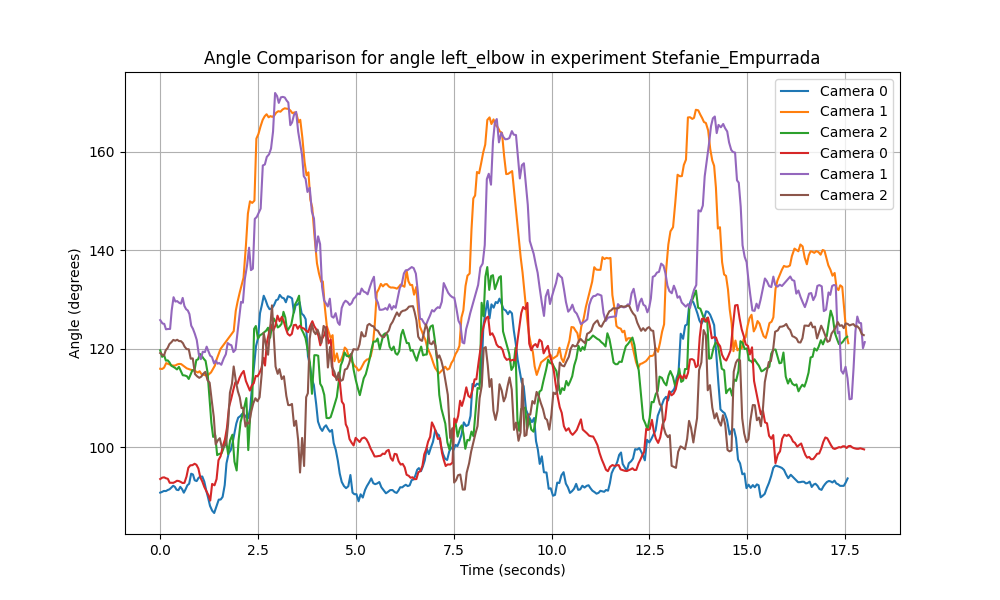 Angle Comparison for angle left_elbow in experiment Stefanie_Empurrada
Camera 0
Camera 1
Camera 2
Camera 0
Camera 1
Camera 2
160
140
120
100
Angle (degrees)
0.0 2.5 5.0 7.5 10.0 12.5 15.0 17.5
Time (seconds)